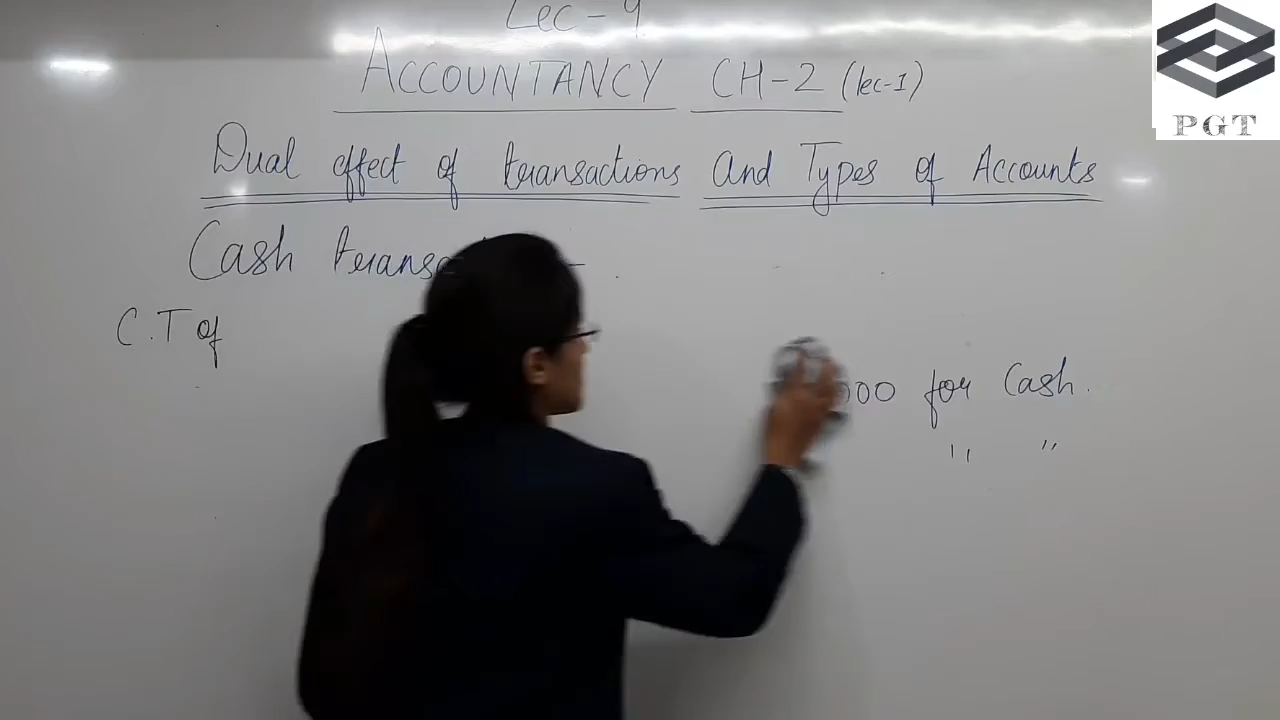 Lec - 9
ACCOUNTANCY CH-2 (lec-1)
Dual effect of transactions and Types of Accounts
Cash
C.T of
000 for Cash.
" "
PGT